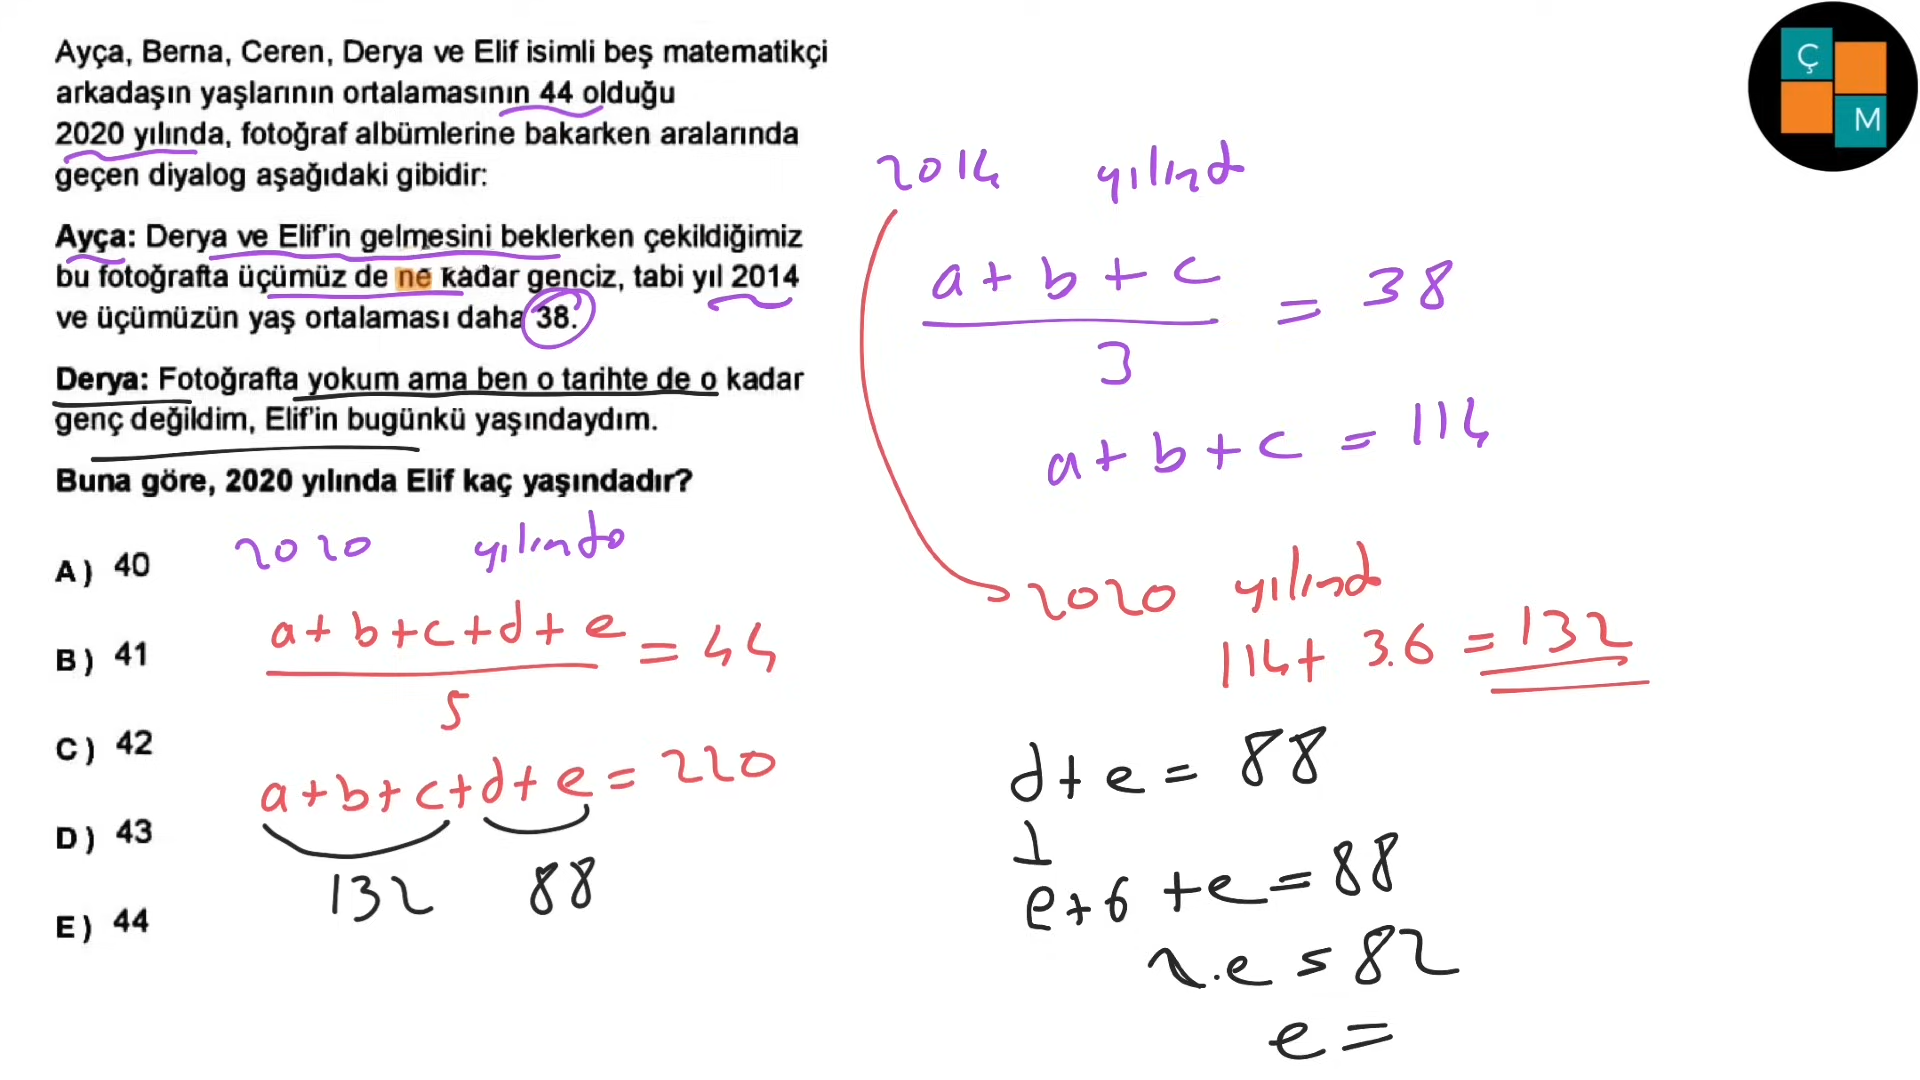 Ayça, Berna, Ceren, Derya ve Elif isimli beş matematikçi
arkadaşın yaşlarının ortalamasının 44 olduğu
2020 yılında, fotoğraf albümlerine bakarken aralarında
geçen diyalog aşağıdaki gibidir:
Ayça: Derya ve Elif'in gelmesini beklerken çekildiğimiz
bu fotoğrafta üçümüz de ne kadar genciz, tabi yıl 2014
ve üçümüzün yaş ortalaması daha 38.
Derya: Fotoğrafta yokum ama ben o tarihte de o kadar
genç değildim, Elif'in bugünkü yaşındaydım.
Buna göre, 2020 yılında Elif kaç yaşındadır?
A) 40
B) 41
C) 42
D) 43
E) 44
2020 yılında
a+b+c+d+e = 44
5
a+b+c+d+e = 220
132 88
2014 yılınd
a+b+c = 38
3
a+b+c = 114
2020 yılınd
114+ 3.6 = 132
d+e = 88
e+6 +e = 88
2.e = 82
e =
Ç
M